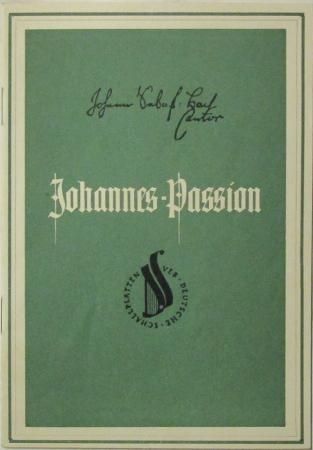 Johann Sebast. Bach
Cantor
Johannes-Passion
VEB · DEUTSCHE · SCHALLPLATTEN